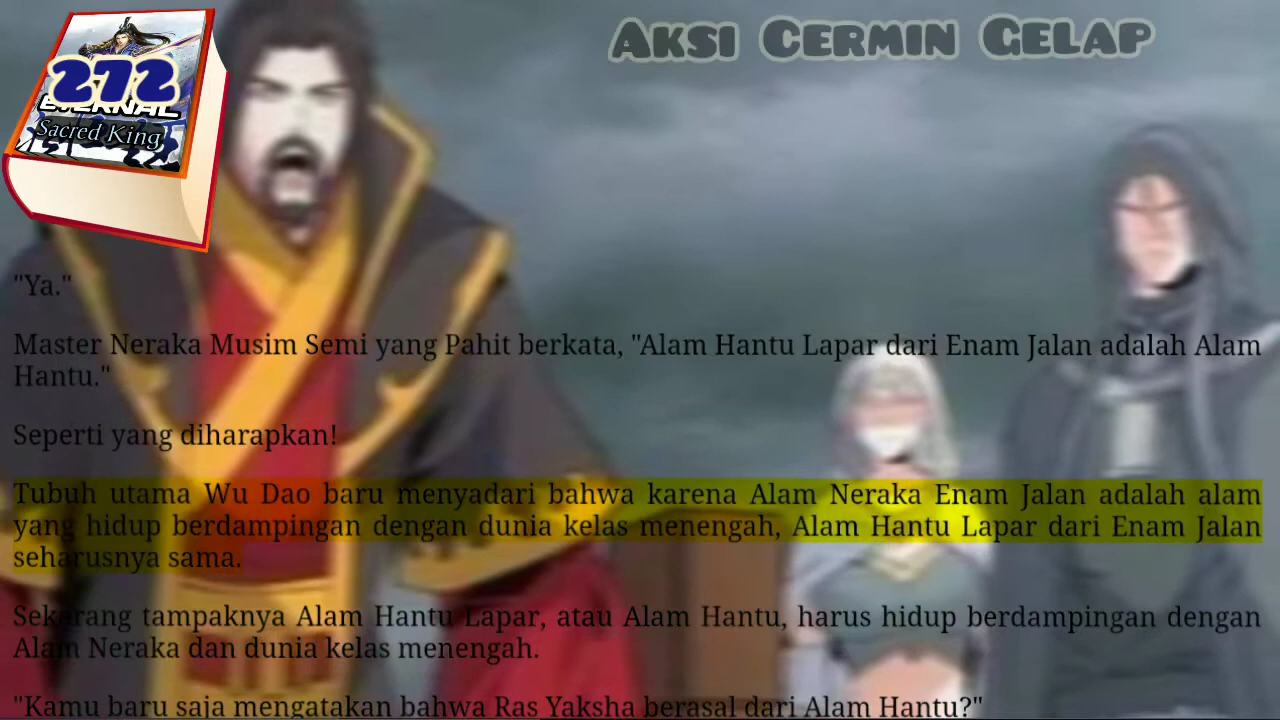 Aksi Cermin Gelap
272
ETERNAL
Sacred King
"Ya."
Master Neraka Musim Semi yang Pahit berkata, "Alam Hantu Lapar dari Enam Jalan adalah Alam
Hantu."
Seperti yang diharapkan!
Tubuh utama Wu Dao baru menyadari bahwa karena Alam Neraka Enam Jalan adalah alam
yang hidup berdampingan dengan dunia kelas menengah, Alam Hantu Lapar dari Enam Jalan
seharusnya sama.
Sekarang tampaknya Alam Hantu Lapar, atau Alam Hantu, harus hidup berdampingan dengan
Alam Neraka dan dunia kelas menengah.
"Kamu baru saja mengatakan bahwa Ras Yaksha berasal dari Alam Hantu?"